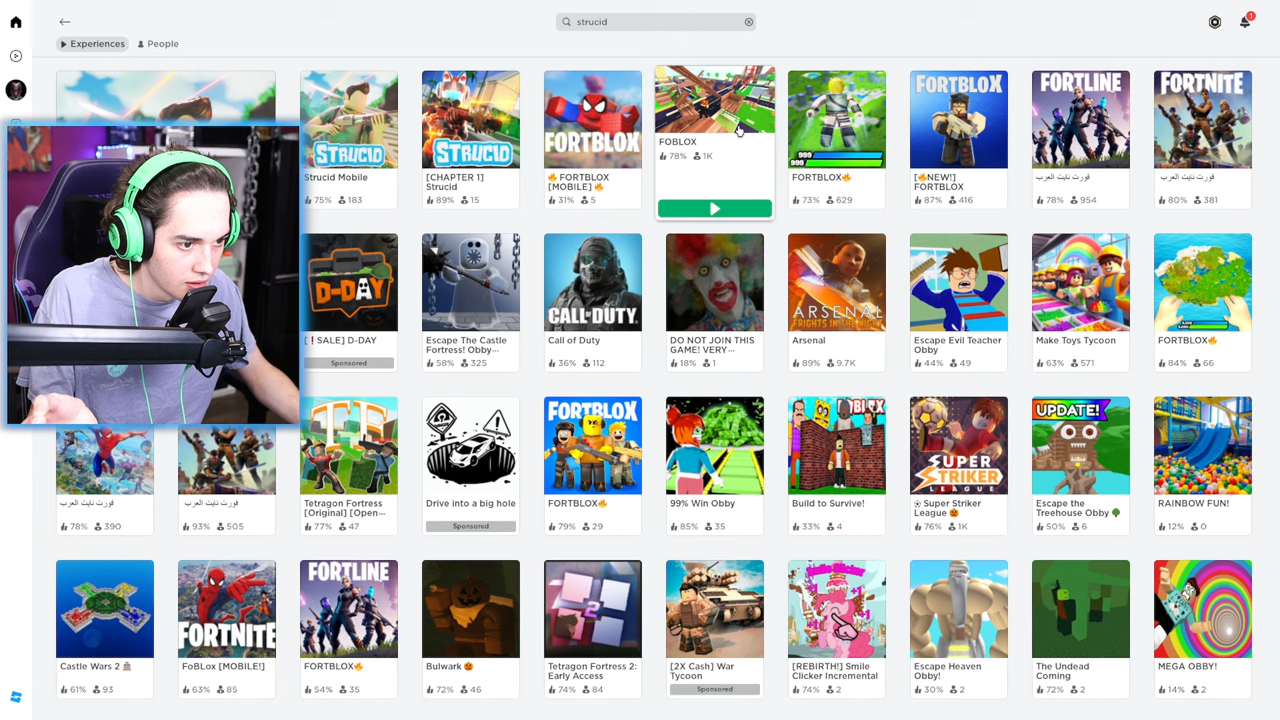 strucid
1
Experiences
People
STRUCID
Strucid Mobile
75% 183
STRUCID
[CHAPTER 1]
Strucid
89% 15
FORTBLOX
🔥 FORTBLOX
[MOBILE] 🔥
31% 5
FOBLOX
78% 1K
999
999
FORTBLOX🔥
73% 629
FORTBLOX
[🔥NEW!]
FORTBLOX
87% 416
FORTLINE
فورت نايت العرب
78% 954
FORTNITE
فورت نايت العرب
80% 381
D-DAY
[❗SALE] D-DAY
Sponsored
Escape The Castle
Fortress! Obby...
58% 325
CALL OF DUTY
Call of Duty
36% 112
DO NOT JOIN THIS
GAME! VERY...
18% 1
ARSENAL
FRIGHTS IN THE NIGHT
Arsenal
89% 9.7K
Escape Evil Teacher
Obby
44% 49
Make Toys Tycoon
63% 571
FORTBLOX🔥
84% 66
فورت نايت العرب
78% 390
فورت نايت العرب
93% 505
TF
Tetragon Fortress
[Original] [Open...
77% 47
Drive into a big hole
Sponsored
FORTBLOX
FORTBLOX🔥
79% 29
99% Win Obby
85% 35
Build to Survive!
33% 4
SUPER
STRIKER
LEAGUE
⚽ Super Striker
League 🎃
76% 1K
UPDATE!
Escape the
Treehouse Obby 🌳
50% 6
RAINBOW FUN!
12% 0
Castle Wars 2 🏯
61% 93
FORTNITE
FoBLox [MOBILE!]
63% 85
FORTLINE
FORTBLOX🔥
54% 35
Bulwark 🎃
72% 46
2
Tetragon Fortress 2:
Early Access
74% 84
[2X Cash] War
Tycoon
Sponsored
[REBIRTH!] Smile
Clicker Incremental
74% 2
Escape Heaven
Obby!
30% 2
The Undead
Coming
72% 2
MEGA OBBY!
14% 2